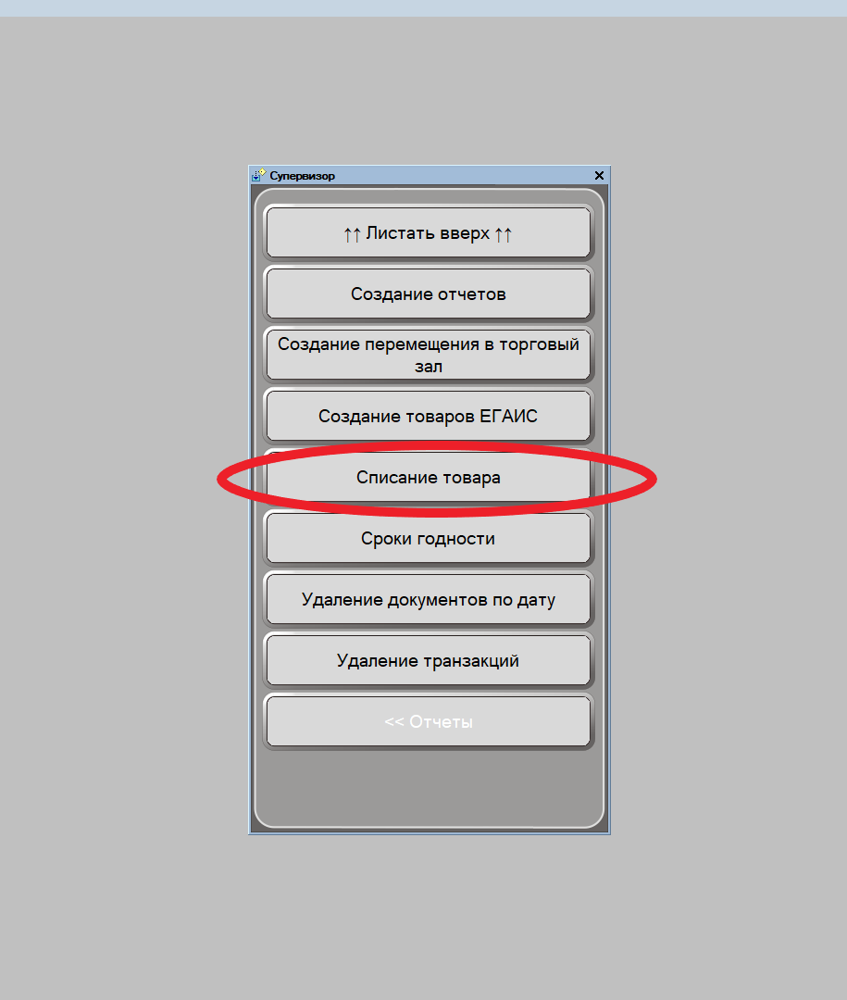 Супервизор
↑↑ Листать вверх ↑↑
Создание отчетов
Создание перемещения в торговый
зал
Создание товаров ЕГАИС
Списание товара
Сроки годности
Удаление документов по дату
Удаление транзакций
<< Отчеты